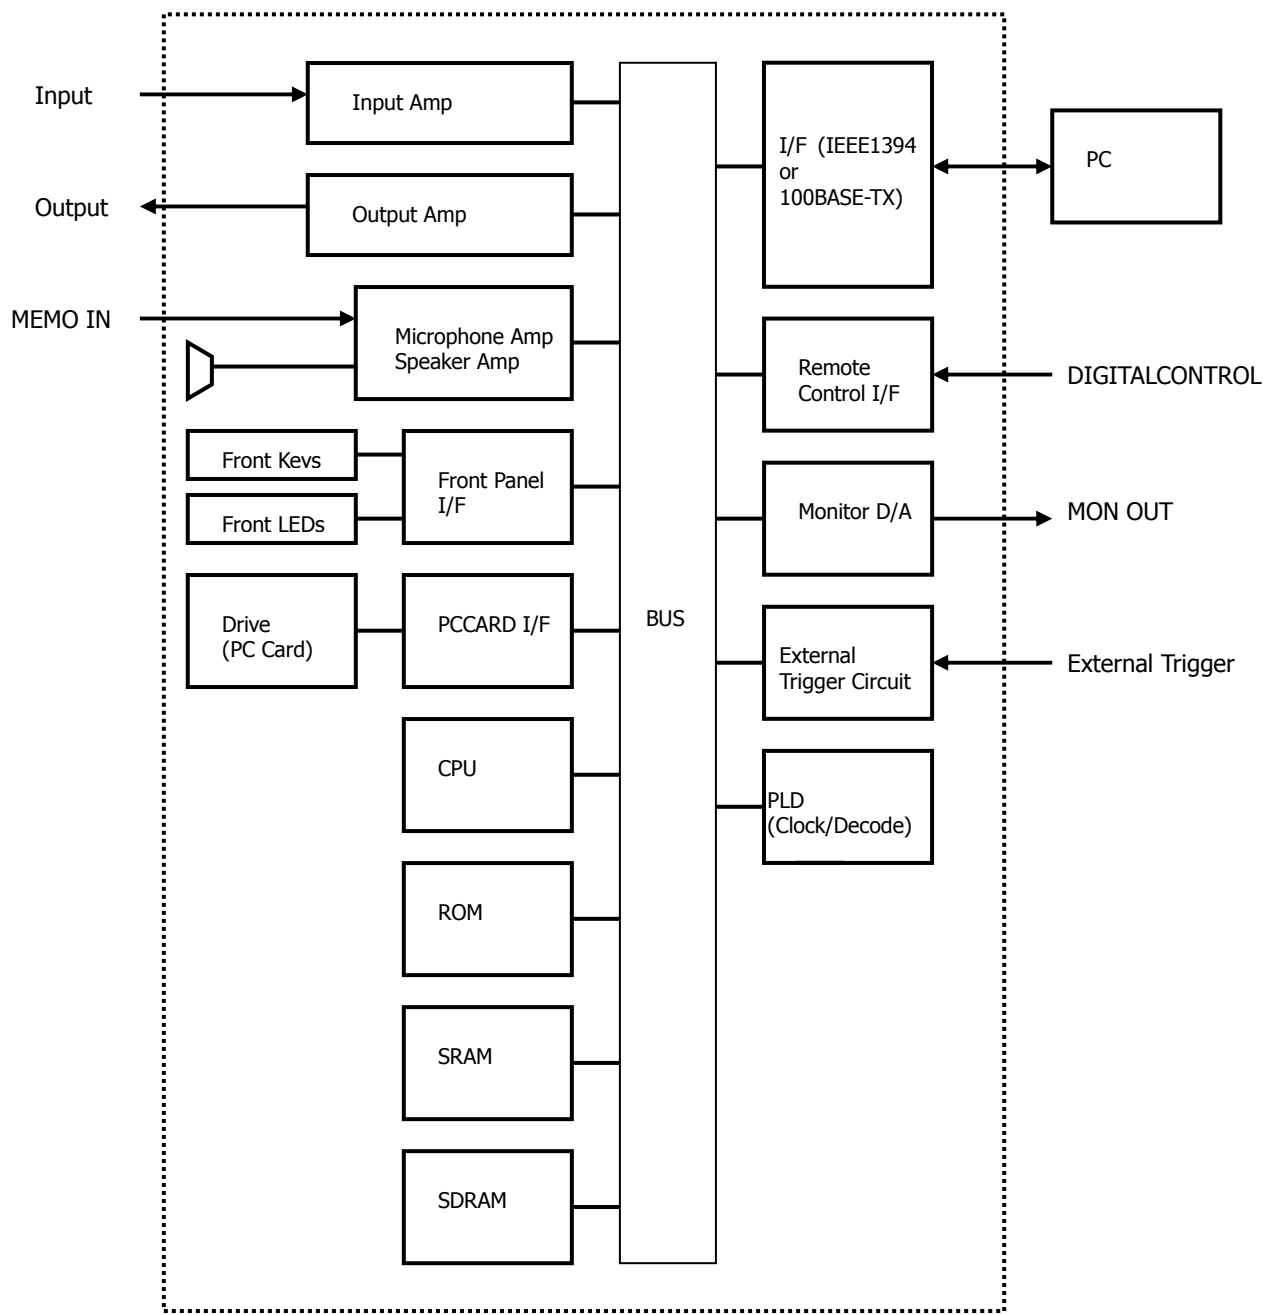 Input
Input Amp
Output
Output Amp
MEMO IN
Microphone Amp
Speaker Amp
Front Kevs
Front LEDs
Front Panel
I/F
Drive
(PC Card)
PCCARD I/F
CPU
ROM
SRAM
SDRAM
BUS
I/F (IEEE1394
or
100BASE-TX)
PC
Remote
Control I/F
DIGITALCONTROL
Monitor D/A
MON OUT
External
Trigger Circuit
External Trigger
PLD
(Clock/Decode)